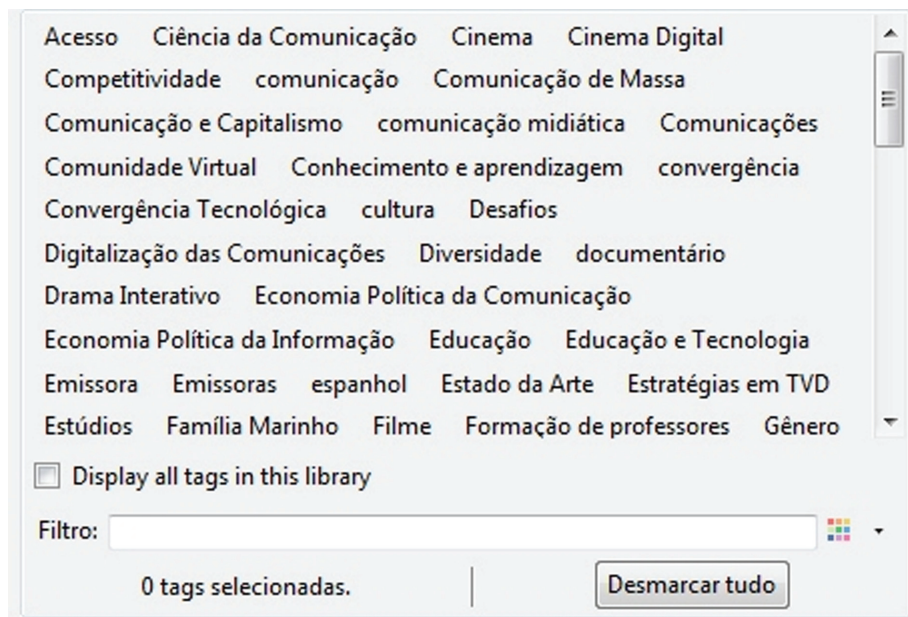 Acesso Ciência da Comunicação Cinema Cinema Digital
Competitividade comunicação Comunicação de Massa
Comunicação e Capitalismo comunicação midiática Comunicações
Comunidade Virtual Conhecimento e aprendizagem convergência
Convergência Tecnológica cultura Desafios
Digitalização das Comunicações Diversidade documentário
Drama Interativo Economia Política da Comunicação
Economia Política da Informação Educação Educação e Tecnologia
Emissora Emissoras espanhol Estado da Arte Estratégias em TVD
Estúdios Família Marinho Filme Formação de professores Gênero
Display all tags in this library
Filtro:
0 tags selecionadas. Desmarcar tudo